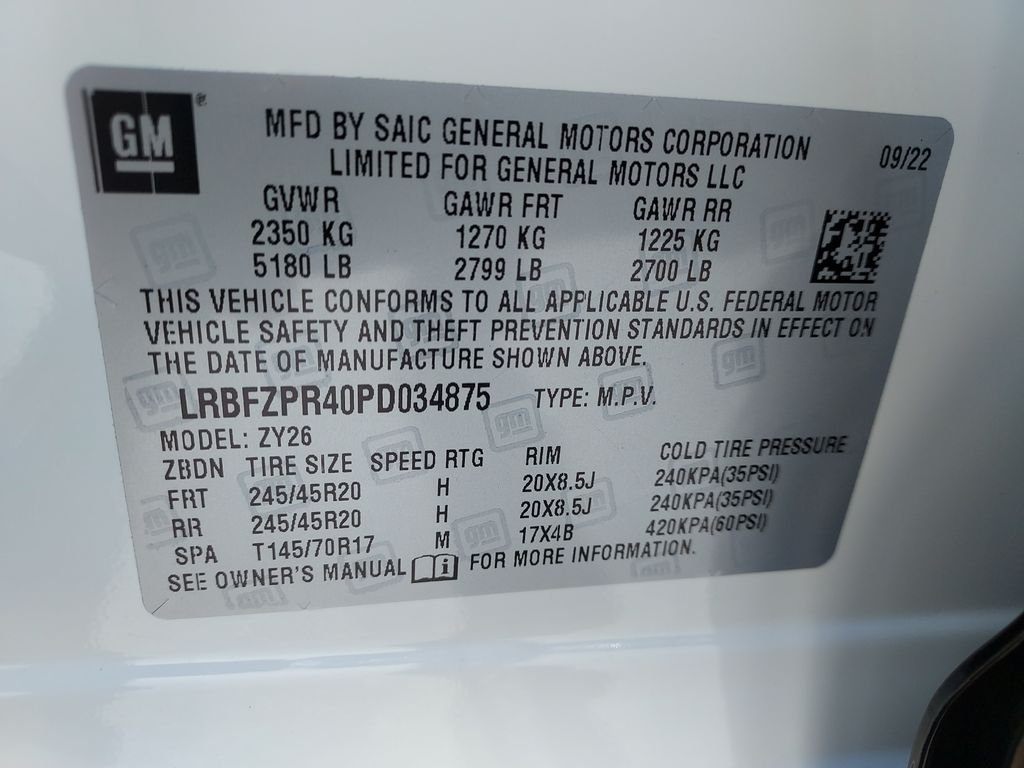 GM ®
MFD BY SAIC GENERAL MOTORS CORPORATION
LIMITED FOR GENERAL MOTORS LLC
09/22
GVWR GAWR FRT GAWR RR
2350 KG 1270 KG 1225 KG
5180 LB 2799 LB 2700 LB
THIS VEHICLE CONFORMS TO ALL APPLICABLE U.S. FEDERAL MOTOR
VEHICLE SAFETY AND THEFT PREVENTION STANDARDS IN EFFECT ON
THE DATE OF MANUFACTURE SHOWN ABOVE.
LRBFZPR40PD034875 TYPE: M.P.V.
MODEL: ZY26
ZBDN TIRE SIZE SPEED RTG RIM COLD TIRE PRESSURE
FRT 245/45R20 H 20X8.5J 240KPA(35PSI)
RR 245/45R20 H 20X8.5J 240KPA(35PSI)
SPA T145/70R17 M 17X4B 420KPA(60PSI)
SEE OWNER'S MANUAL i FOR MORE INFORMATION.